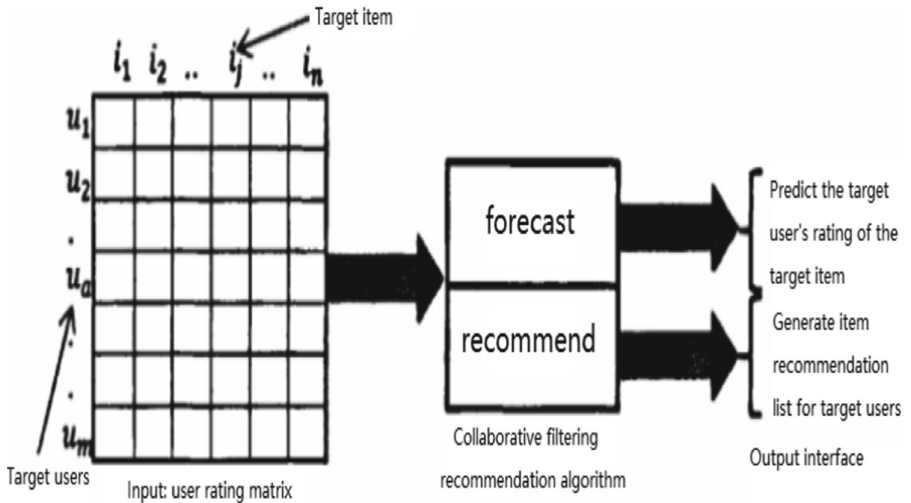 Target item
i1 i2 .. ij .. in
u1
u2
.
ua
.
.
um
Target users
Input: user rating matrix
forecast
recommend
Collaborative filtering
recommendation algorithm
Predict the target
user's rating of the
target item
Generate item
recommendation
list for target users
Output interface